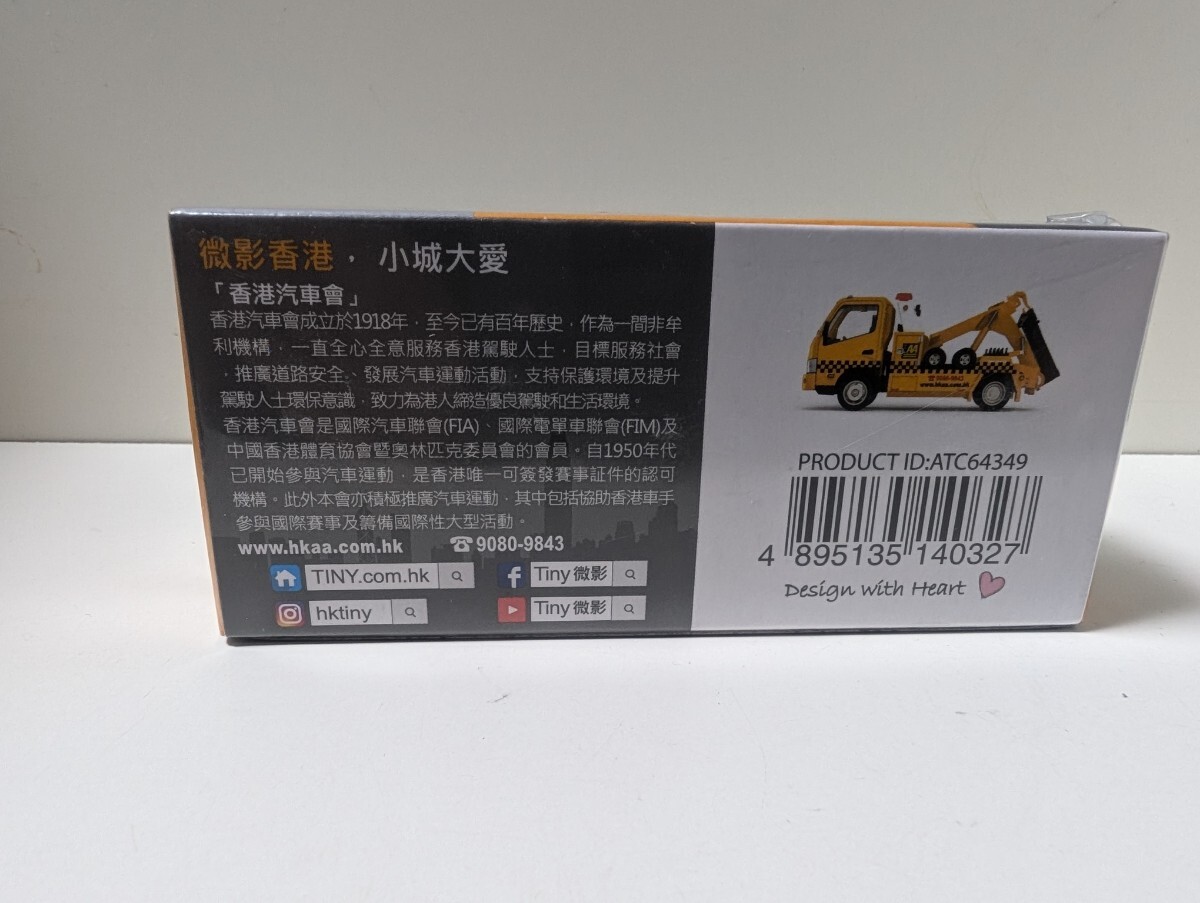 微影香港， 小城大愛
「香港汽車會」
香港汽車會成立於1918年，至今已有百年歷史，作為一間非牟
利機構，一直全心全意服務香港駕駛人士，目標服務社會
，推廣道路安全、發展汽車運動活動，支持保護環境及提升
駕駛人士環保意識，致力為港人締造優良駕駛和生活環境。
香港汽車會是國際汽車聯會(FIA)、國際電單車聯會(FIM)及
中國香港體育協會暨奧林匹克委員會的會員。自1950年代
已開始參與汽車運動，是香港唯一可簽發賽事証件的認可
機構。此外本會亦積極推廣汽車運動，其中包括協助香港車手
參與國際賽事及籌備國際性大型活動。
www.hkaa.com.hk ☎9080-9843
TINY.com.hk
Tiny 微影
hktiny
Tiny 微影
☎ 9080-9843
www.hkaa.com.hk
PRODUCT ID:ATC64349
4 895135 140327
Design with Heart